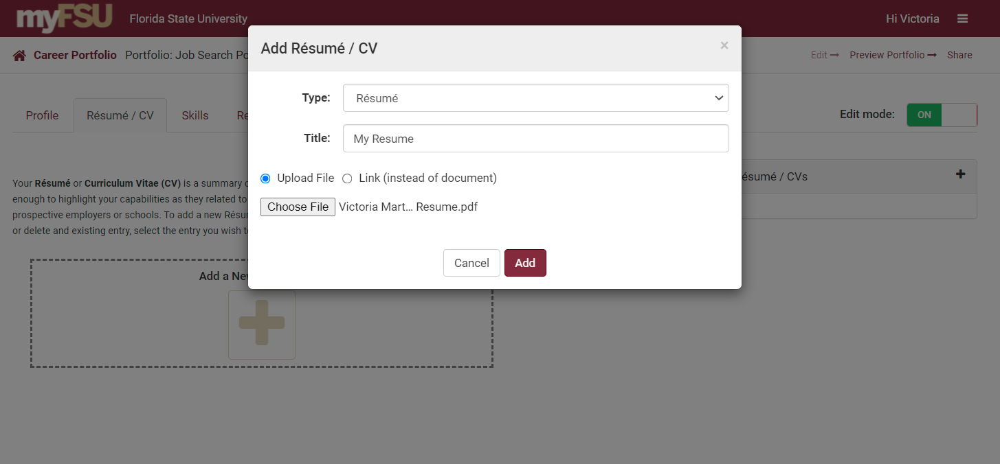 myFSU Florida State University Hi Victoria
Add Résumé / CV ×
Career Portfolio Portfolio: Job Search Po Edit Preview Portfolio Share
Type: Résumé
Profile Résumé / CV Skills Re Edit mode: ON
Title: My Resume
Upload File Link (instead of document)
ésumé / CVs
Your Résumé or Curriculum Vitae (CV) is a summary
enough to highlight your capabilities as they related to
Choose File Victoria Mart... Resume.pdf
prospective employers or schools. To add a new Résu
or delete and existing entry, select the entry you wish t
Cancel Add
Add a Ne